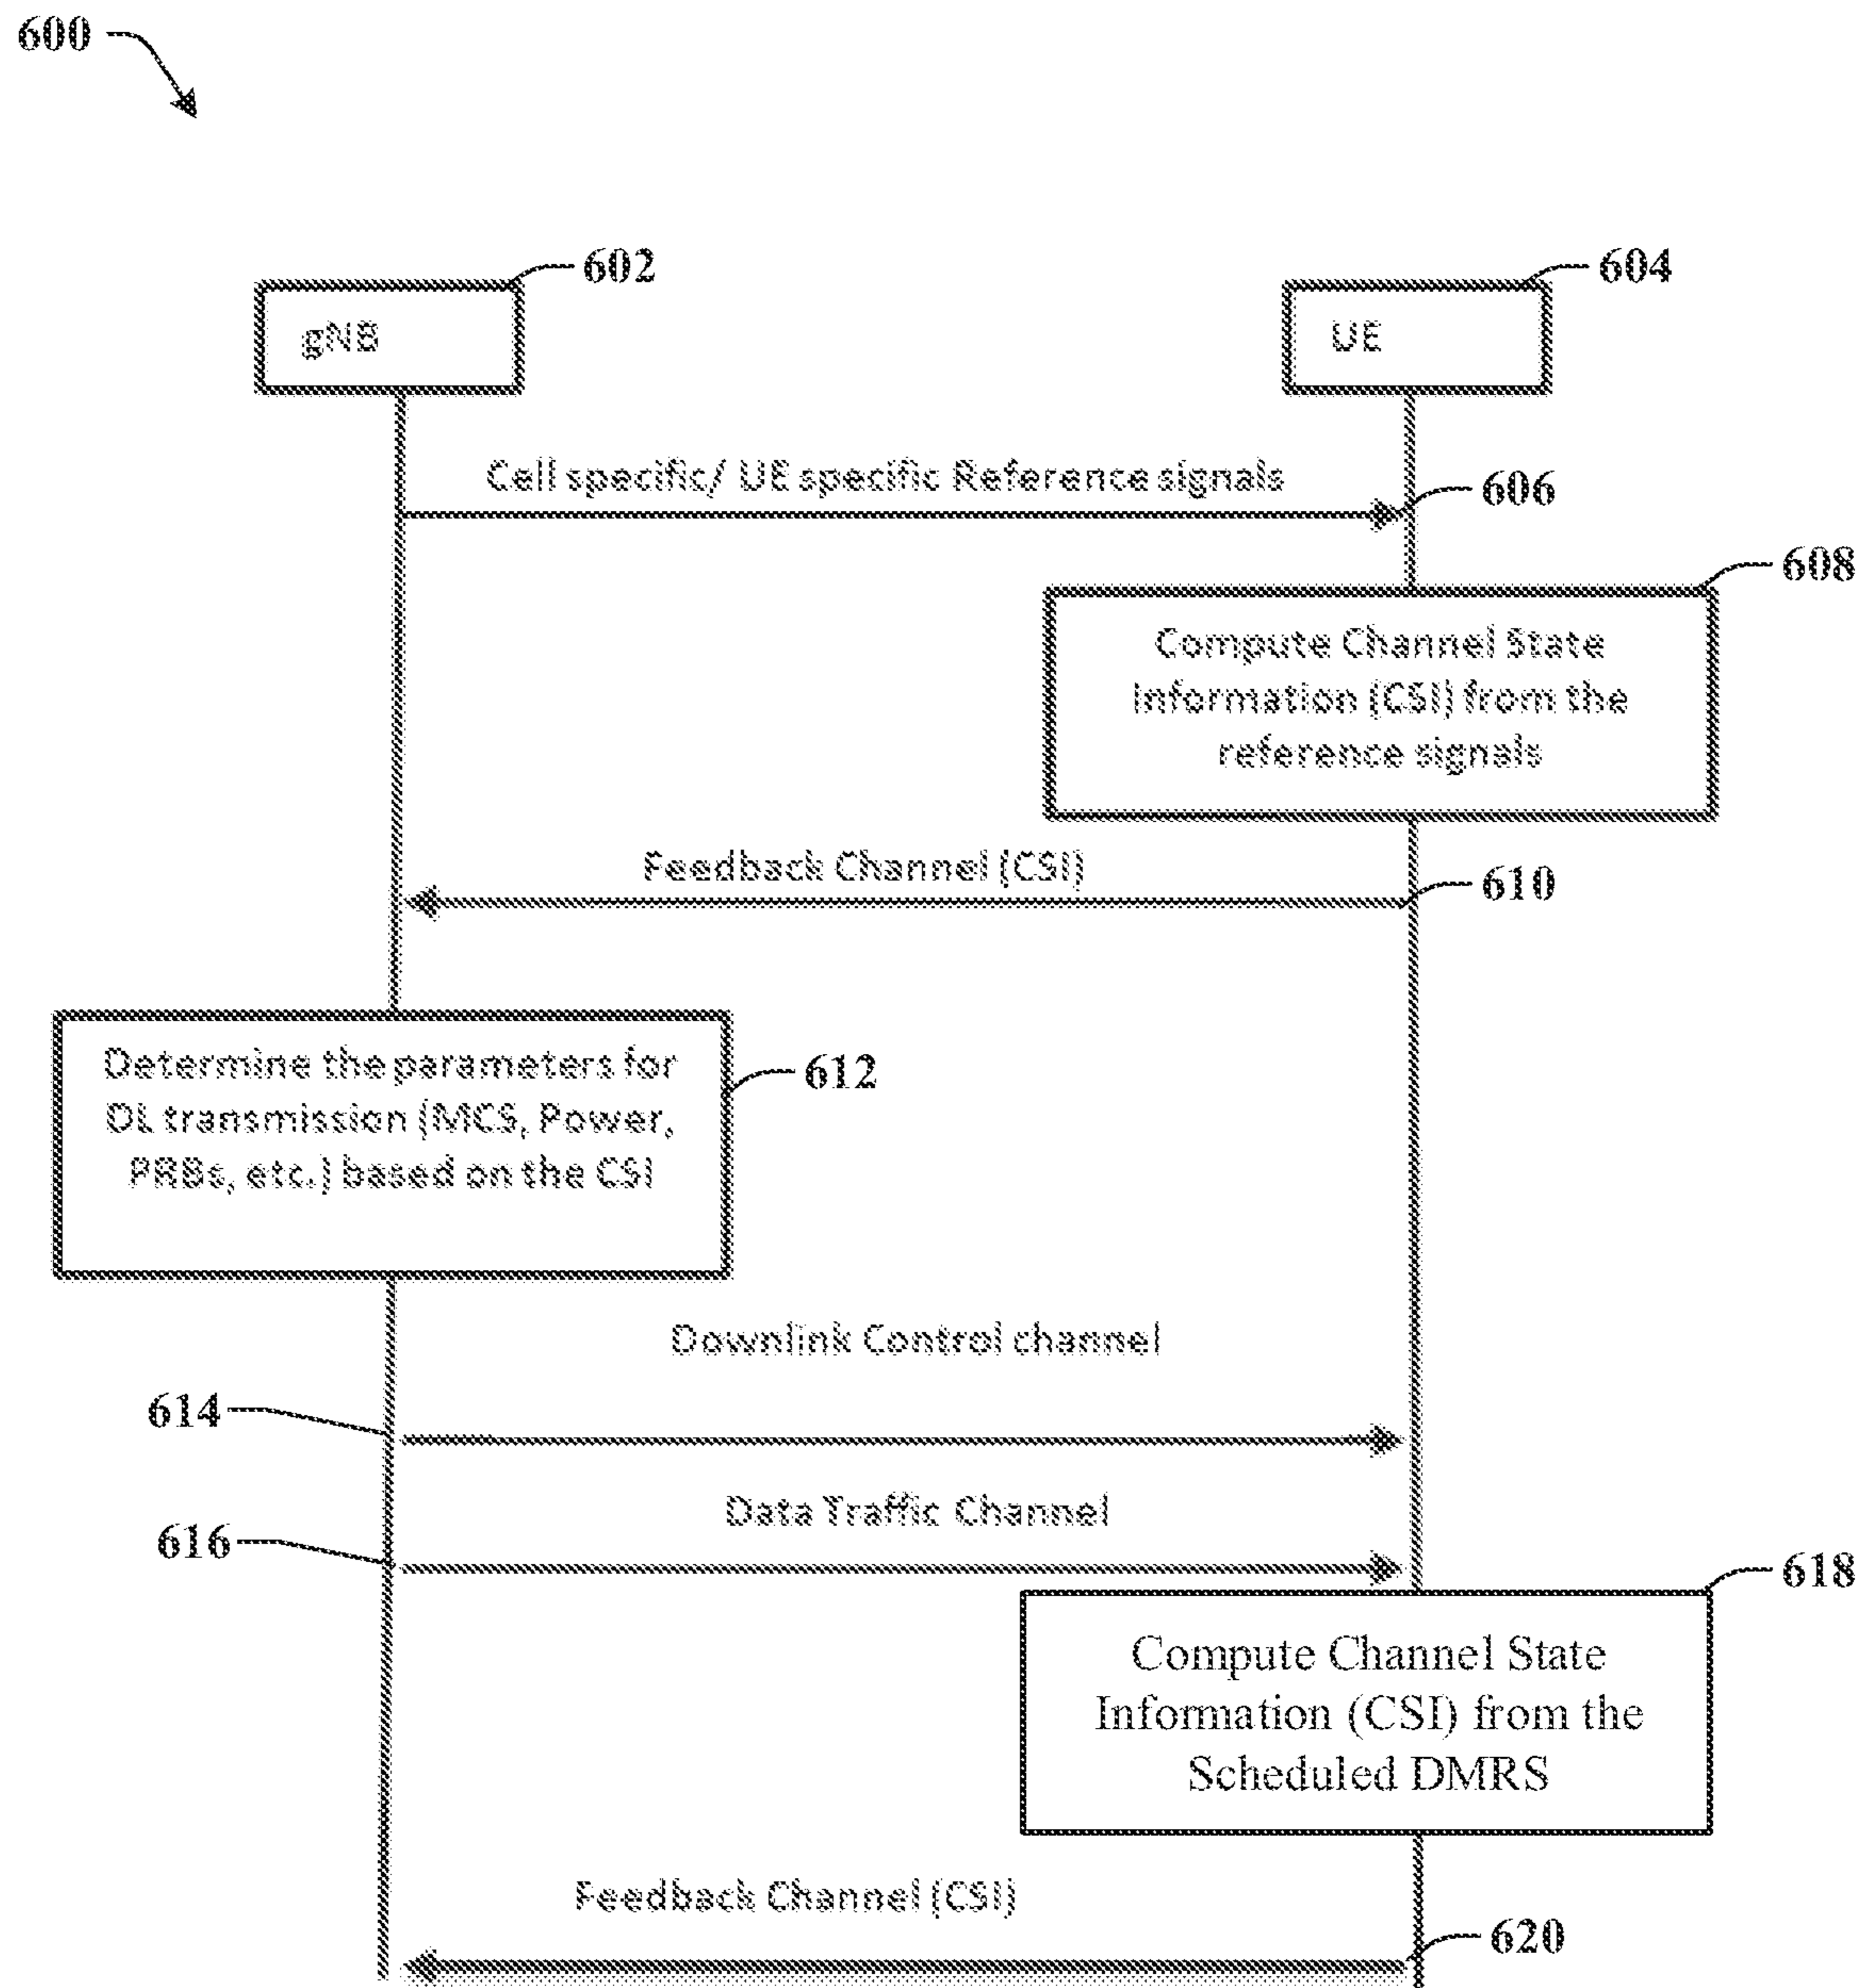 600
602
604
gNB
UE
Cell specific/ UE specific Reference signals
606
608
Compute Channel State
Information (CSI) from the
reference signals
Feedback Channel (CSI)
610
Determine the parameters for
DL transmission (MCS, Power,
PRBs, etc.) based on the CSI
612
Downlink Control channel
614
Data Traffic Channel
616
618
Compute Channel State
Information (CSI) from the
Scheduled DMRS
Feedback Channel (CSI)
620